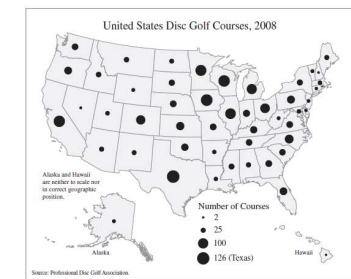 United States Disc Golf Courses, 2008
Alaska and Hawaii
are neither to scale nor
in correct geographic
position.
Number of Courses
2
25
100
126 (Texas)
Alaska
Hawaii
Source: Professional Disc Golf Association.